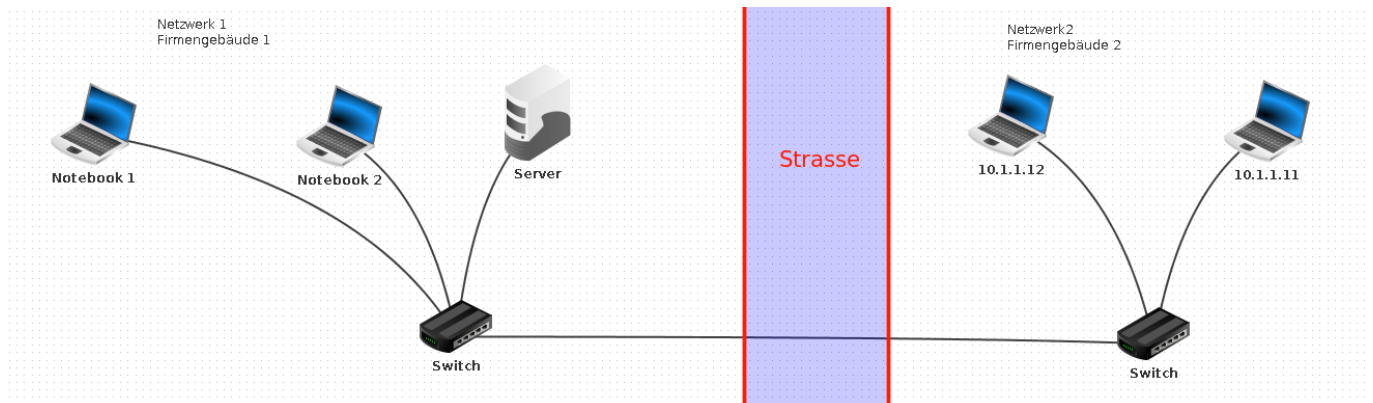 Netzwerk 1
Firmengebäude 1
Netzwerk2
Firmengebäude 2
Strasse
Notebook 1
Notebook 2
Server
10.1.1.12
10.1.1.11
Switch
Switch